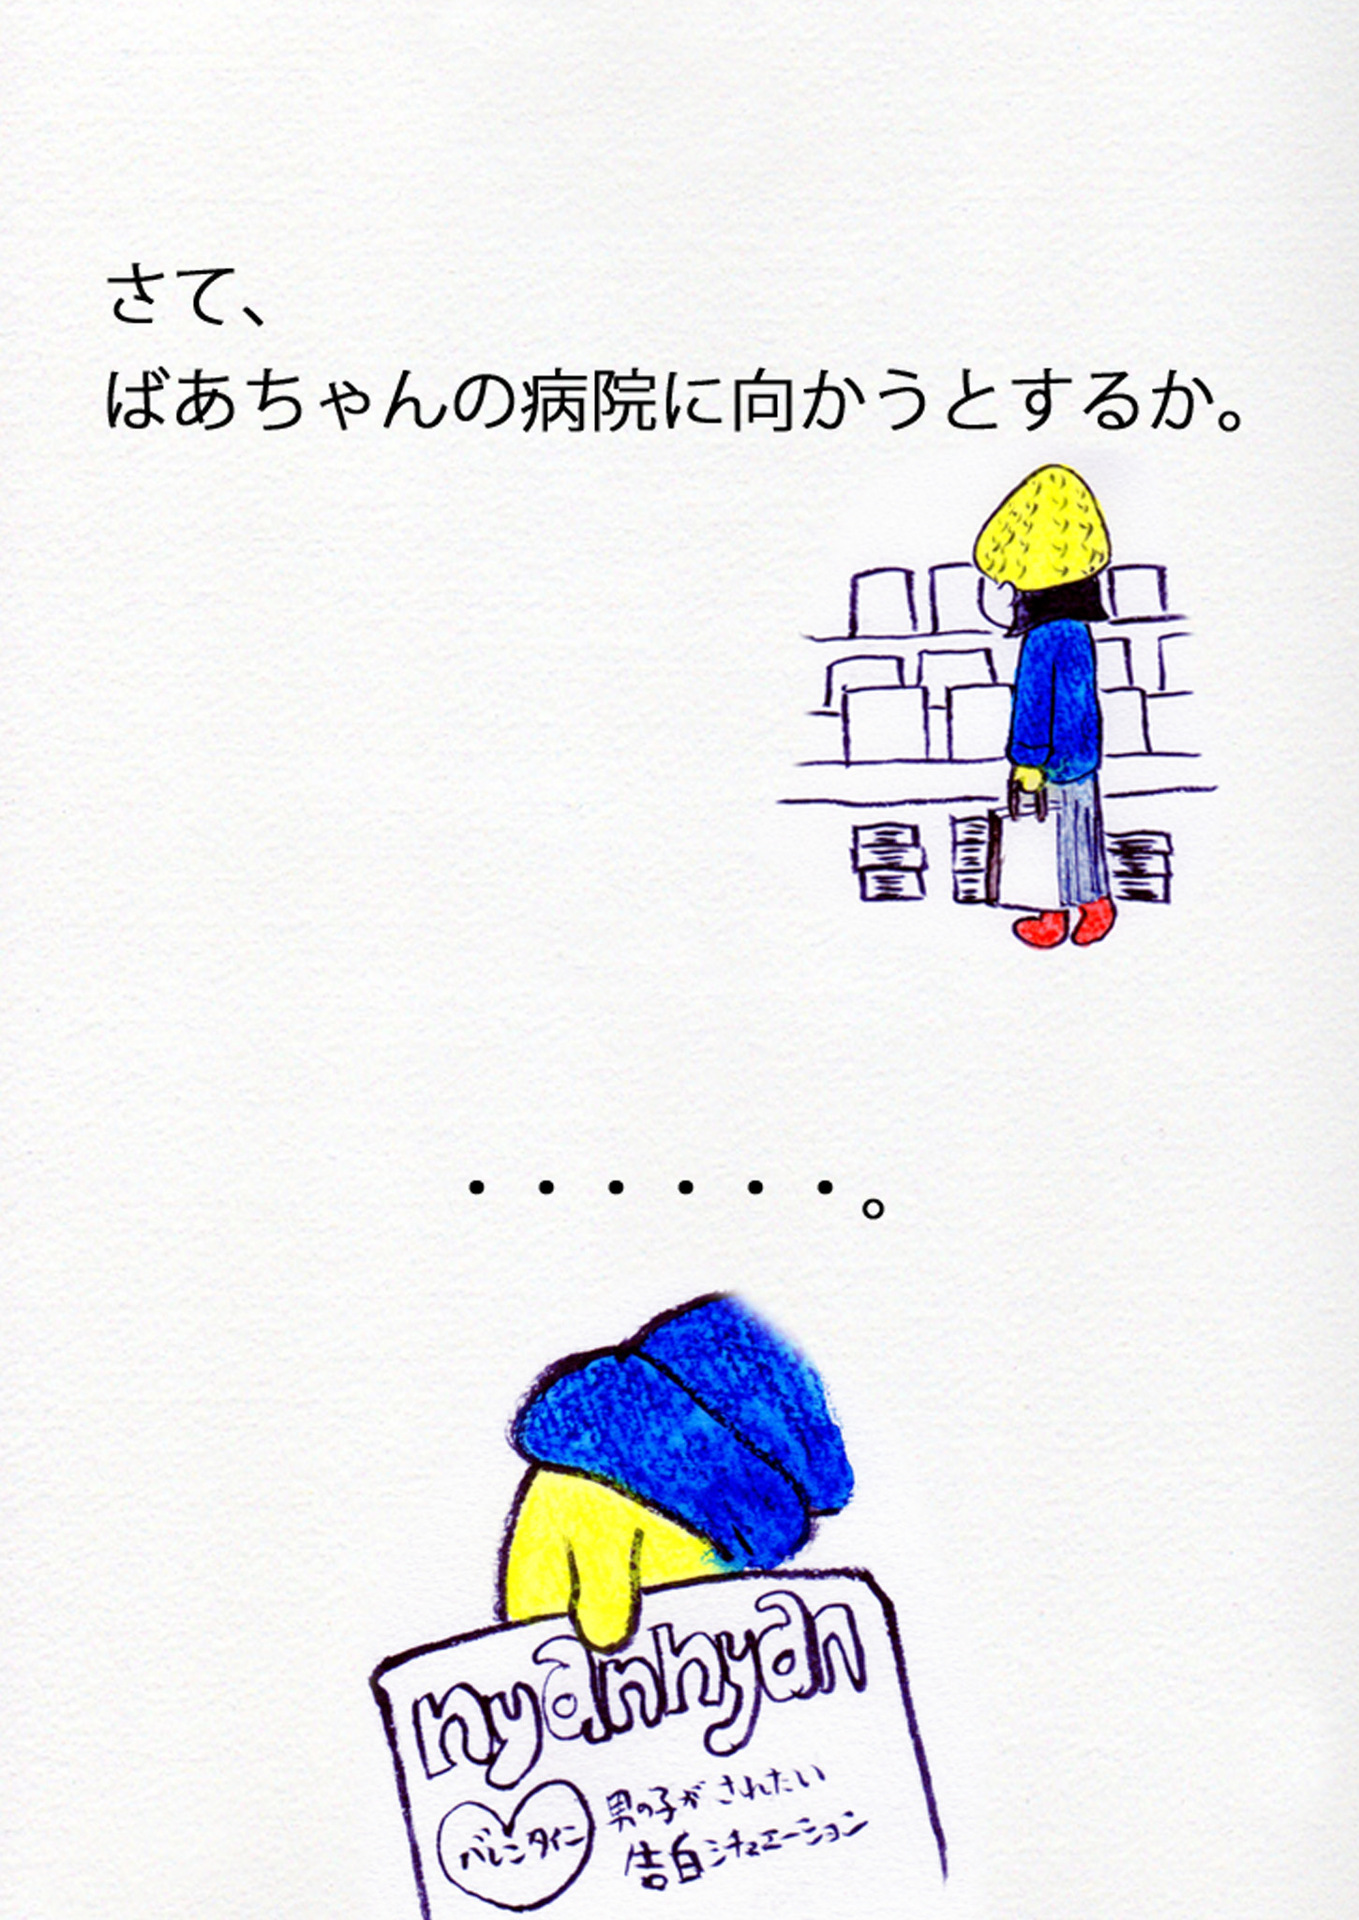 さて、
ばあちゃんの病院に向かうとするか。
・・・・・・。
nyannyan
バレンタイン
男の子がされたい
告白シチュエーション